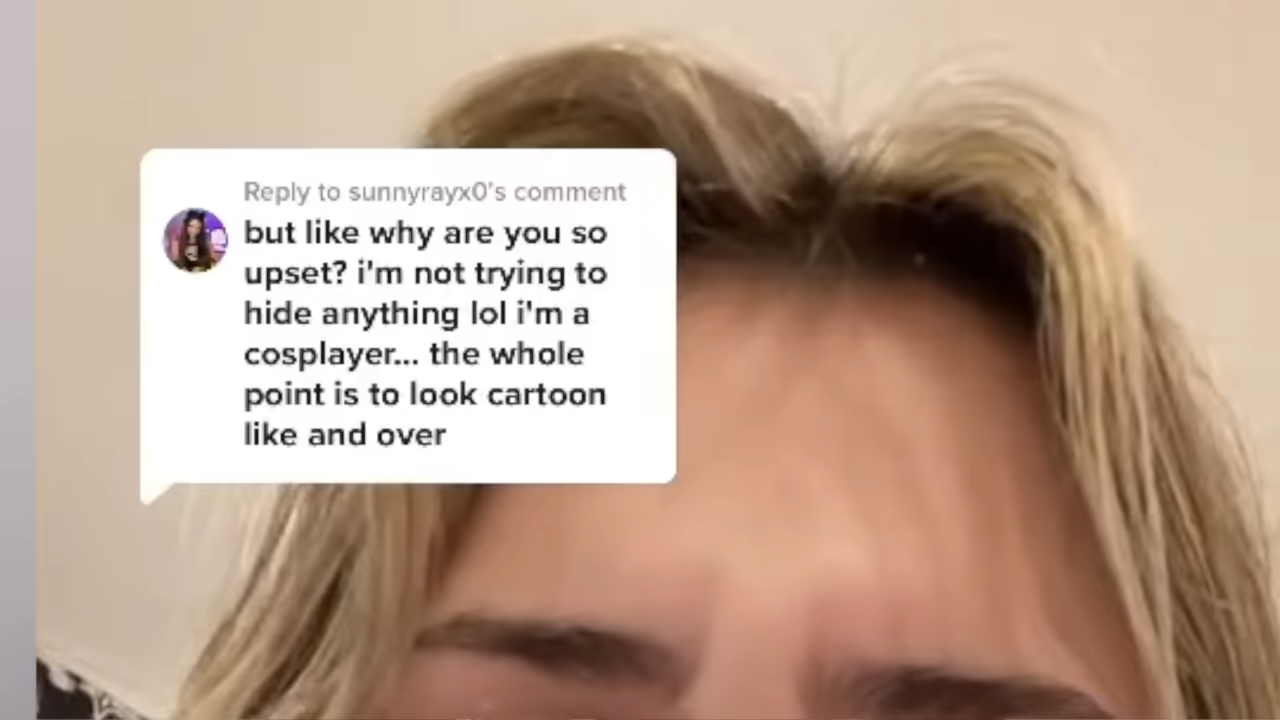 Reply to sunnyrayx0's comment
but like why are you so
upset? i'm not trying to
hide anything lol i'm a
cosplayer... the whole
point is to look cartoon
like and over